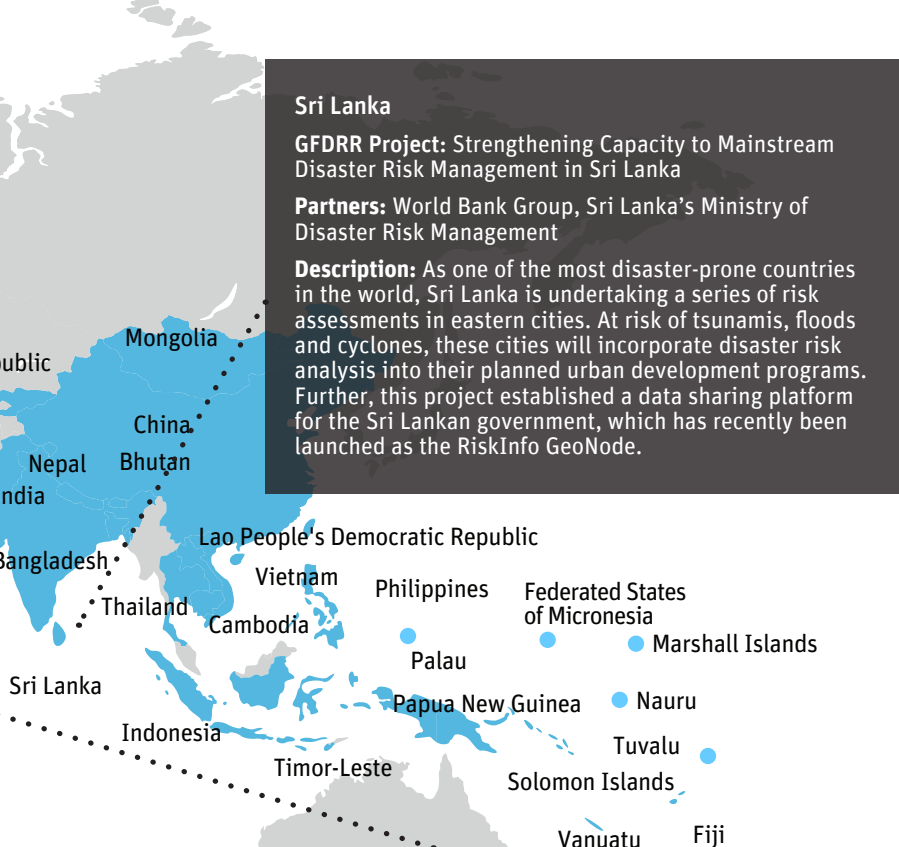 Sri Lanka
GFDRR Project: Strengthening Capacity to Mainstream
Disaster Risk Management in Sri Lanka
Partners: World Bank Group, Sri Lanka’s Ministry of
Disaster Risk Management
Description: As one of the most disaster-prone countries
in the world, Sri Lanka is undertaking a series of risk
assessments in eastern cities. At risk of tsunamis, floods
and cyclones, these cities will incorporate disaster risk
analysis into their planned urban development programs.
Further, this project established a data sharing platform
for the Sri Lankan government, which has recently been
launched as the RiskInfo GeoNode.
Mongolia
ublic
China
Nepal
Bhutan
ndia
Lao People's Democratic Republic
Bangladesh
Vietnam
Philippines
Federated States
of Micronesia
Thailand
Cambodia
Marshall Islands
Palau
Sri Lanka
Papua New Guinea
Nauru
Indonesia
Tuvalu
Timor-Leste
Solomon Islands
Vanuatu
Fiji